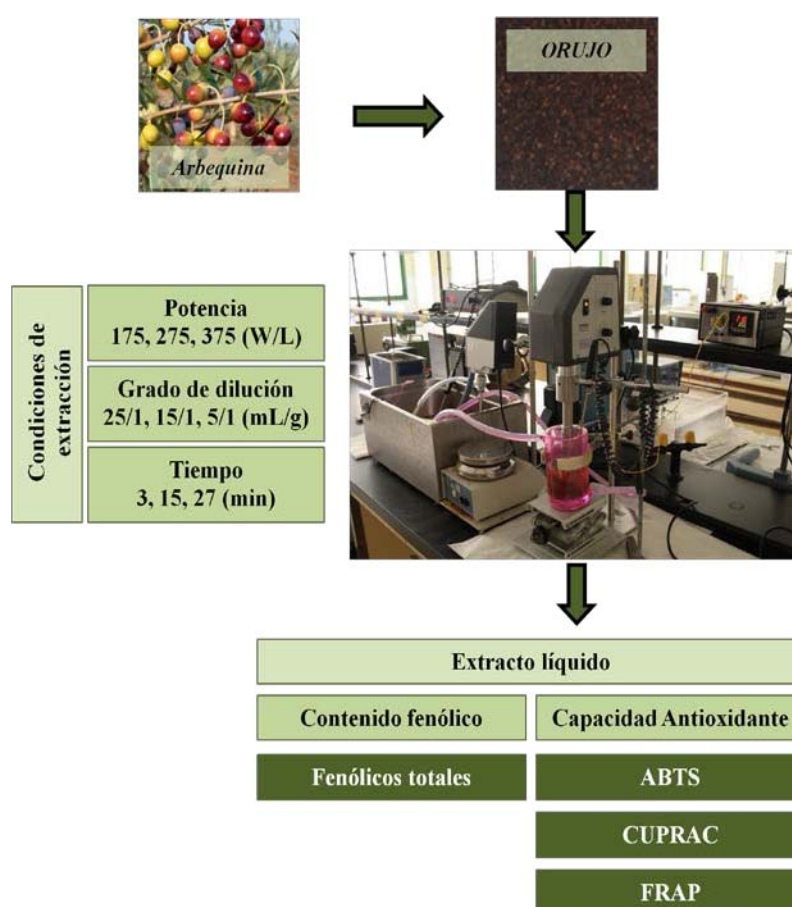 Arbequina
ORUJO
Condiciones de
extracción
Potencia
175, 275, 375 (W/L)
Grado de dilución
25/1, 15/1, 5/1 (mL/g)
Tiempo
3, 15, 27 (min)
Extracto líquido
Contenido fenólico
Capacidad Antioxidante
Fenólicos totales
ABTS
CUPRAC
FRAP